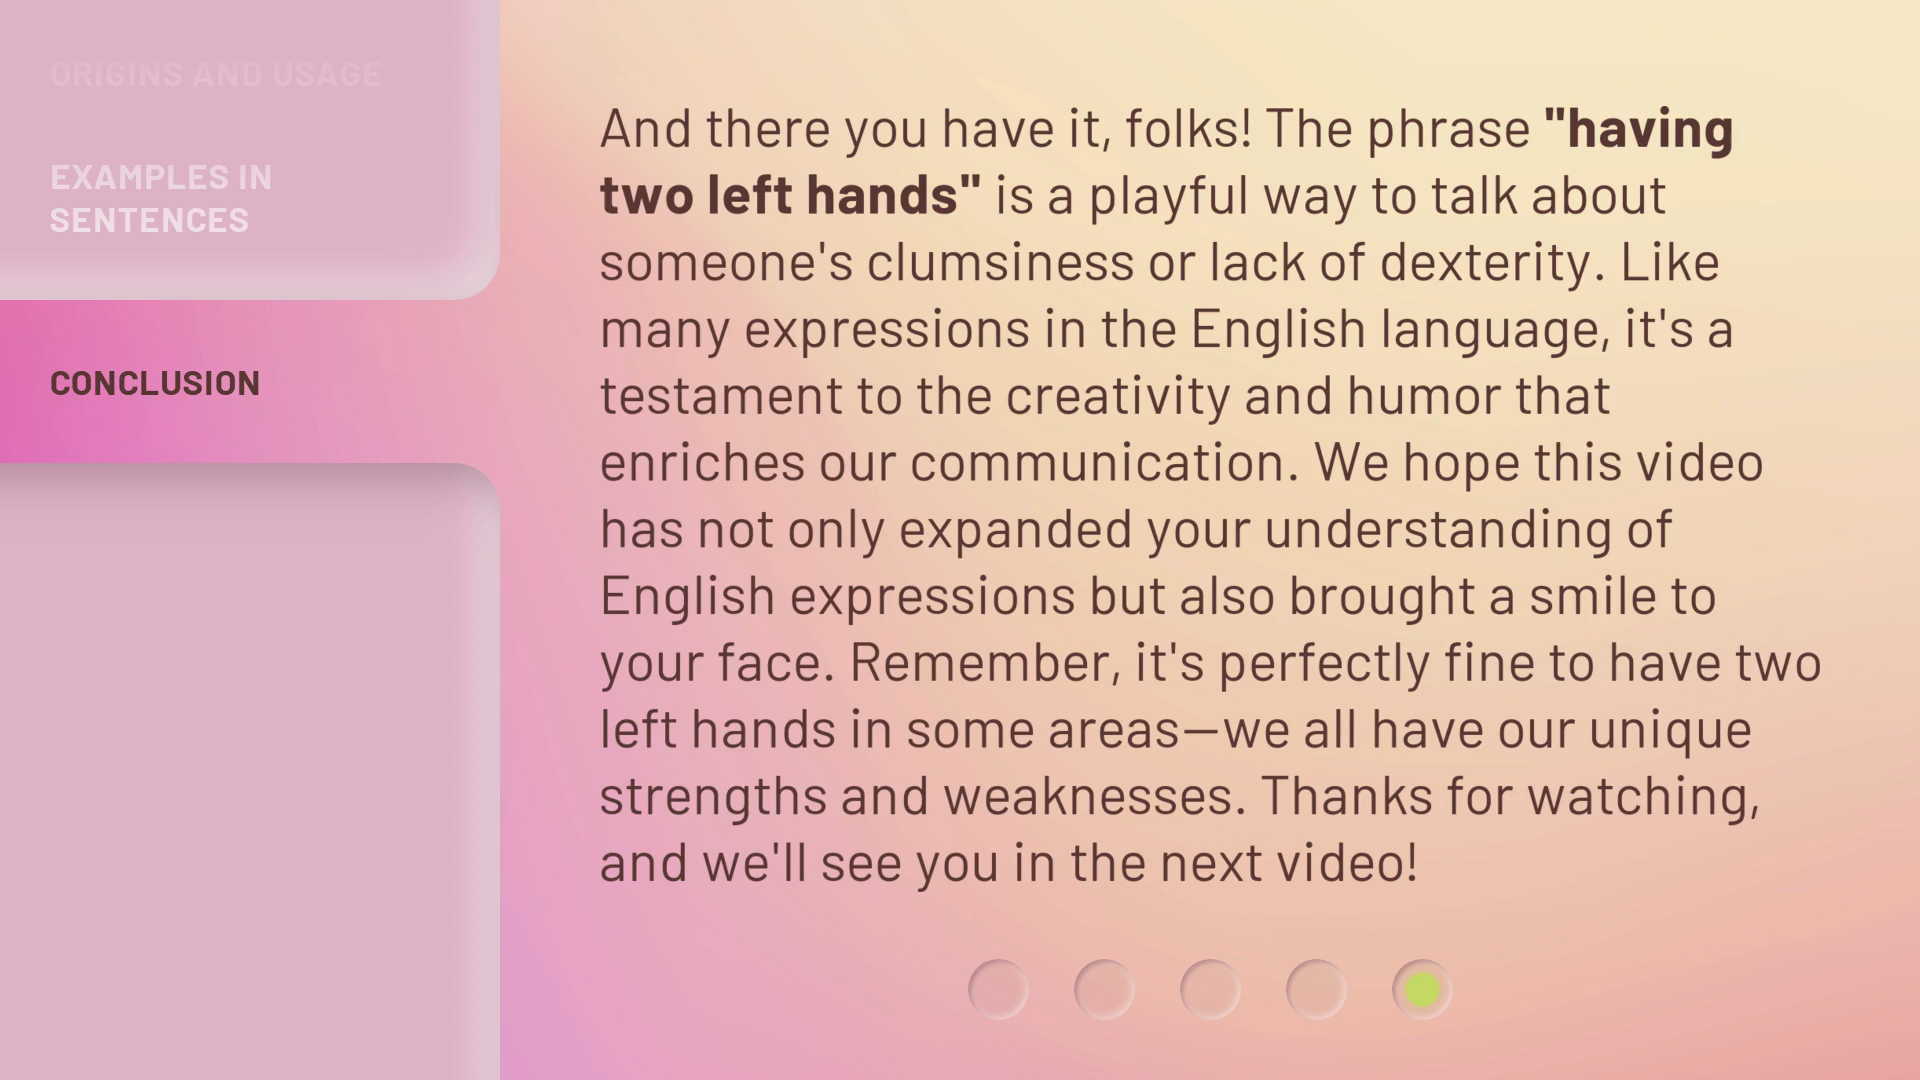 ORIGINS AND USAGE
EXAMPLES IN
SENTENCES
CONCLUSION
And there you have it, folks! The phrase "having
two left hands" is a playful way to talk about
someone's clumsiness or lack of dexterity. Like
many expressions in the English language, it's a
testament to the creativity and humor that
enriches our communication. We hope this video
has not only expanded your understanding of
English expressions but also brought a smile to
your face. Remember, it's perfectly fine to have two
left hands in some areas—we all have our unique
strengths and weaknesses. Thanks for watching,
and we'll see you in the next video!